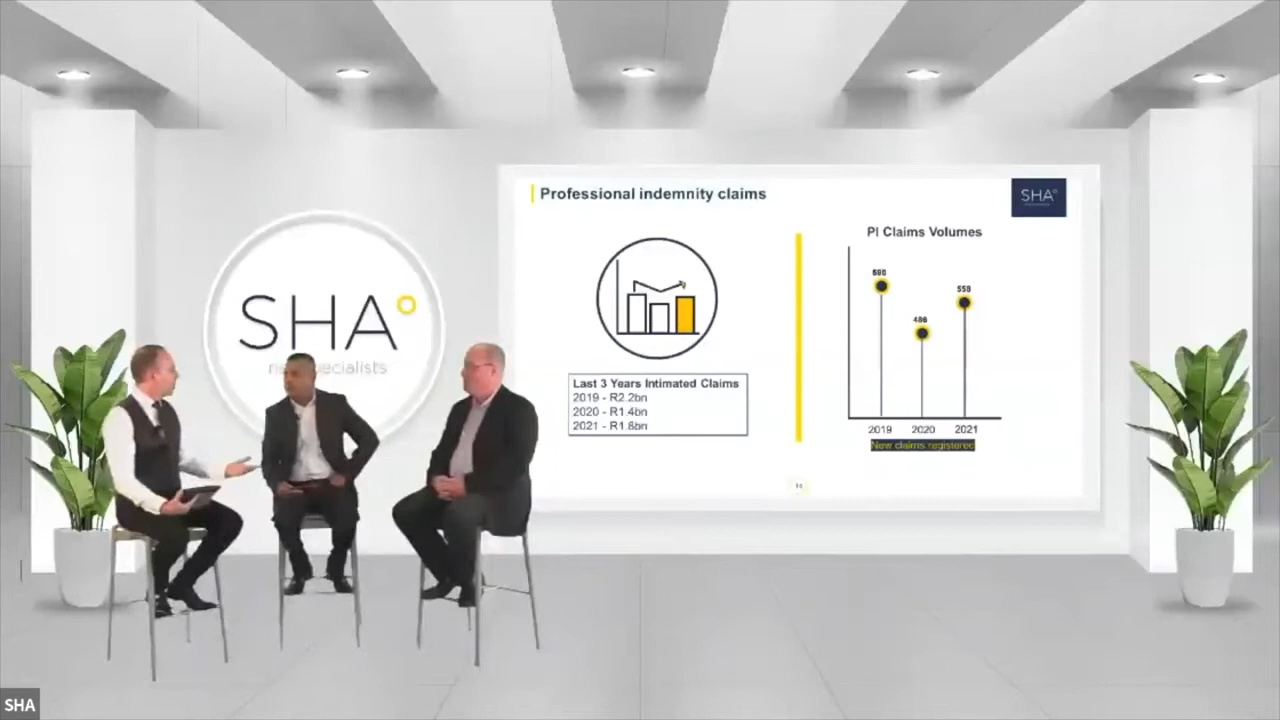 Professional indemnity claims
SHA°
PI Claims Volumes
Last 3 Years Intimated Claims
2019 - R2.2bn
2020 - R1.4bn
2021 - R1.8bn
2019 2020 2021
New claims registered
SHA°
specialists
SHA